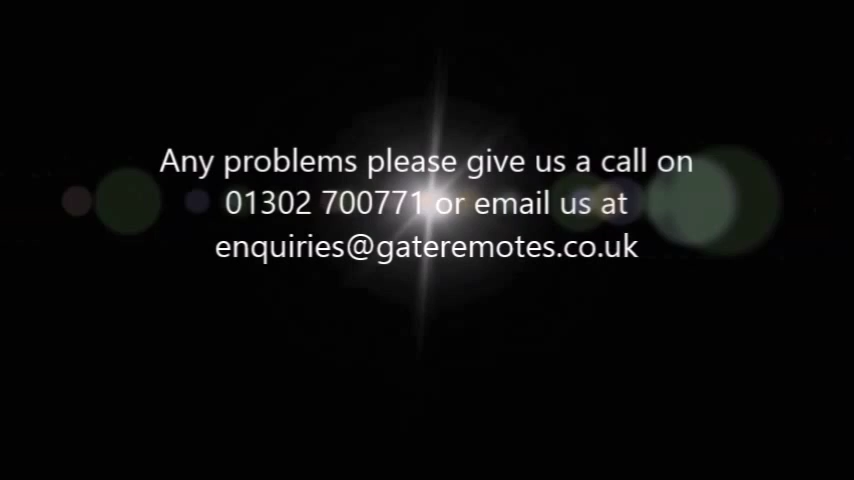 Any problems please give us a call on
01302 700771 or email us at
enquiries@gateremotes.co.uk